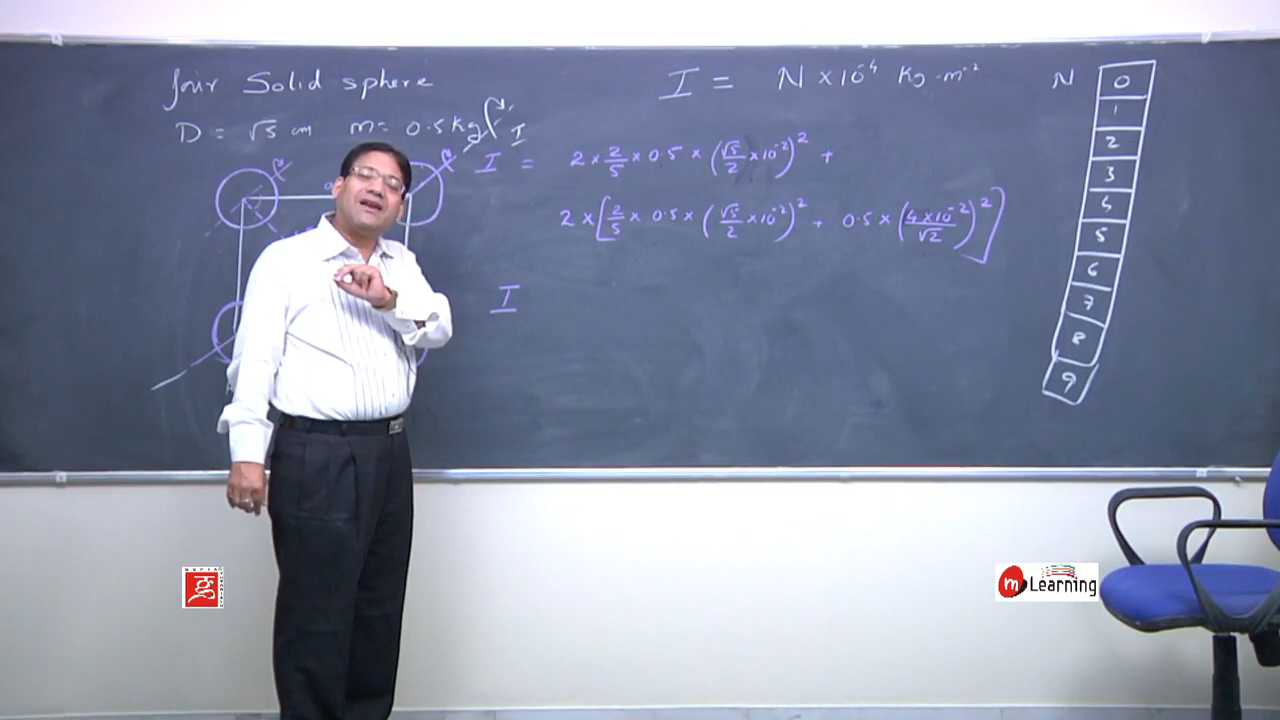 four Solid sphere
D = √5 cm m = 0.5 kg
I
I = N × 10⁻⁴ kg-m⁻²
I = 2 × 2/5 × 0.5 × (√5/2 × 10⁻²)² +
2 × [2/5 × 0.5 × (√5/2 × 10⁻²)² + 0.5 × (4 × 10⁻²/√2)²]
I
N
0
1
2
3
4
5
6
7
8
9
g
m Learning